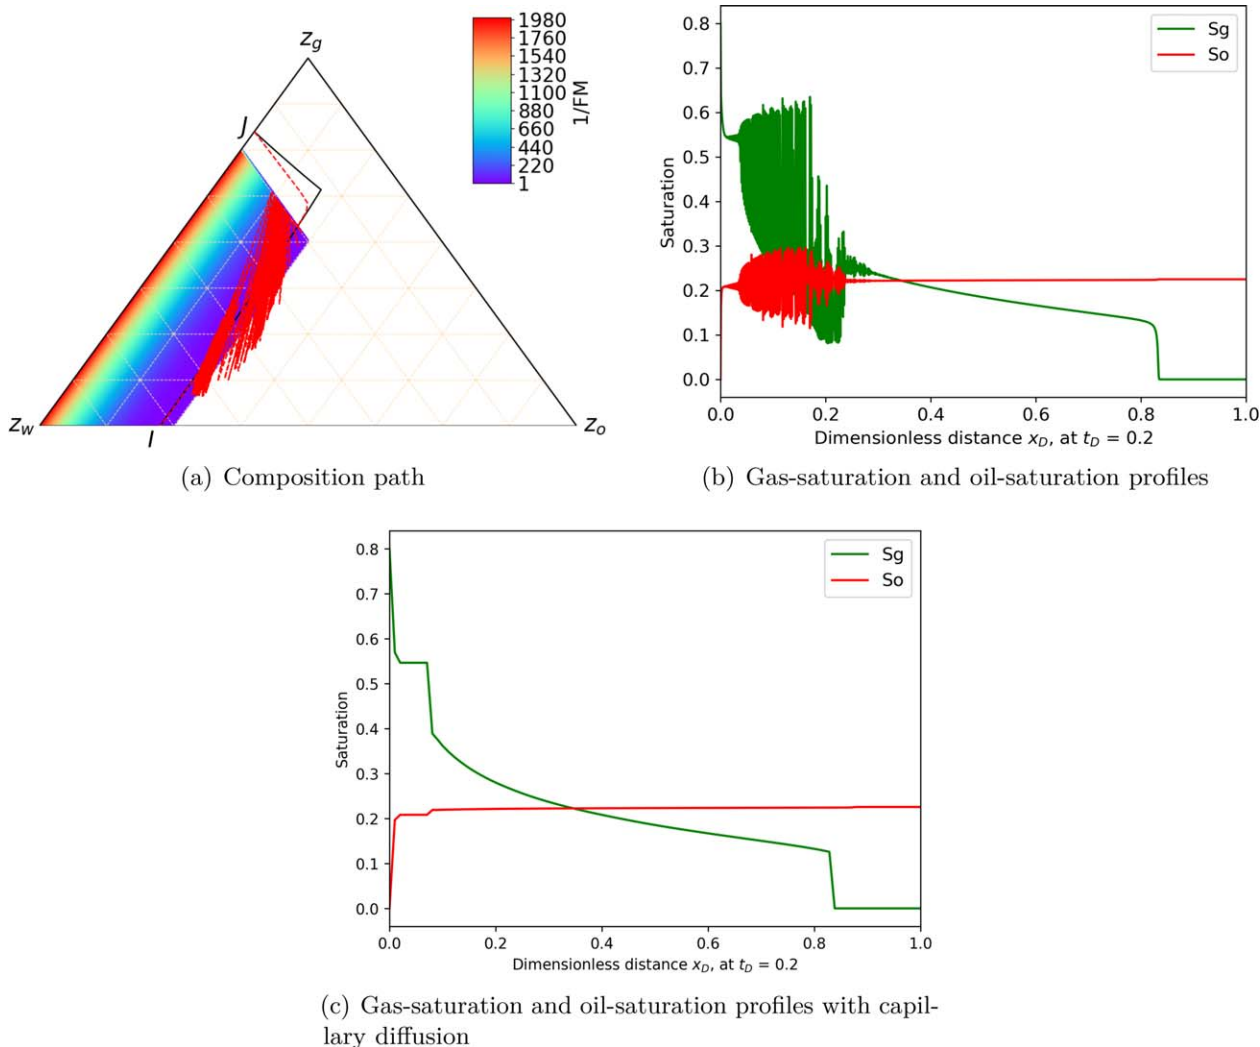 1980
1760
1540
1320
1100
880
660
440
220
1
1/FM
z_g
J
z_w
I
z_o
(a) Composition path
0.8
0.7
0.6
0.5
0.4
0.3
0.2
0.1
0.0
Saturation
Sg
So
0.0 0.2 0.4 0.6 0.8 1.0
Dimensionless distance x_D, at t_D = 0.2
(b) Gas-saturation and oil-saturation profiles
0.8
0.7
0.6
0.5
0.4
0.3
0.2
0.1
0.0
Saturation
Sg
So
0.0 0.2 0.4 0.6 0.8 1.0
Dimensionless distance x_D, at t_D = 0.2
(c) Gas-saturation and oil-saturation profiles with capil-
lary diffusion